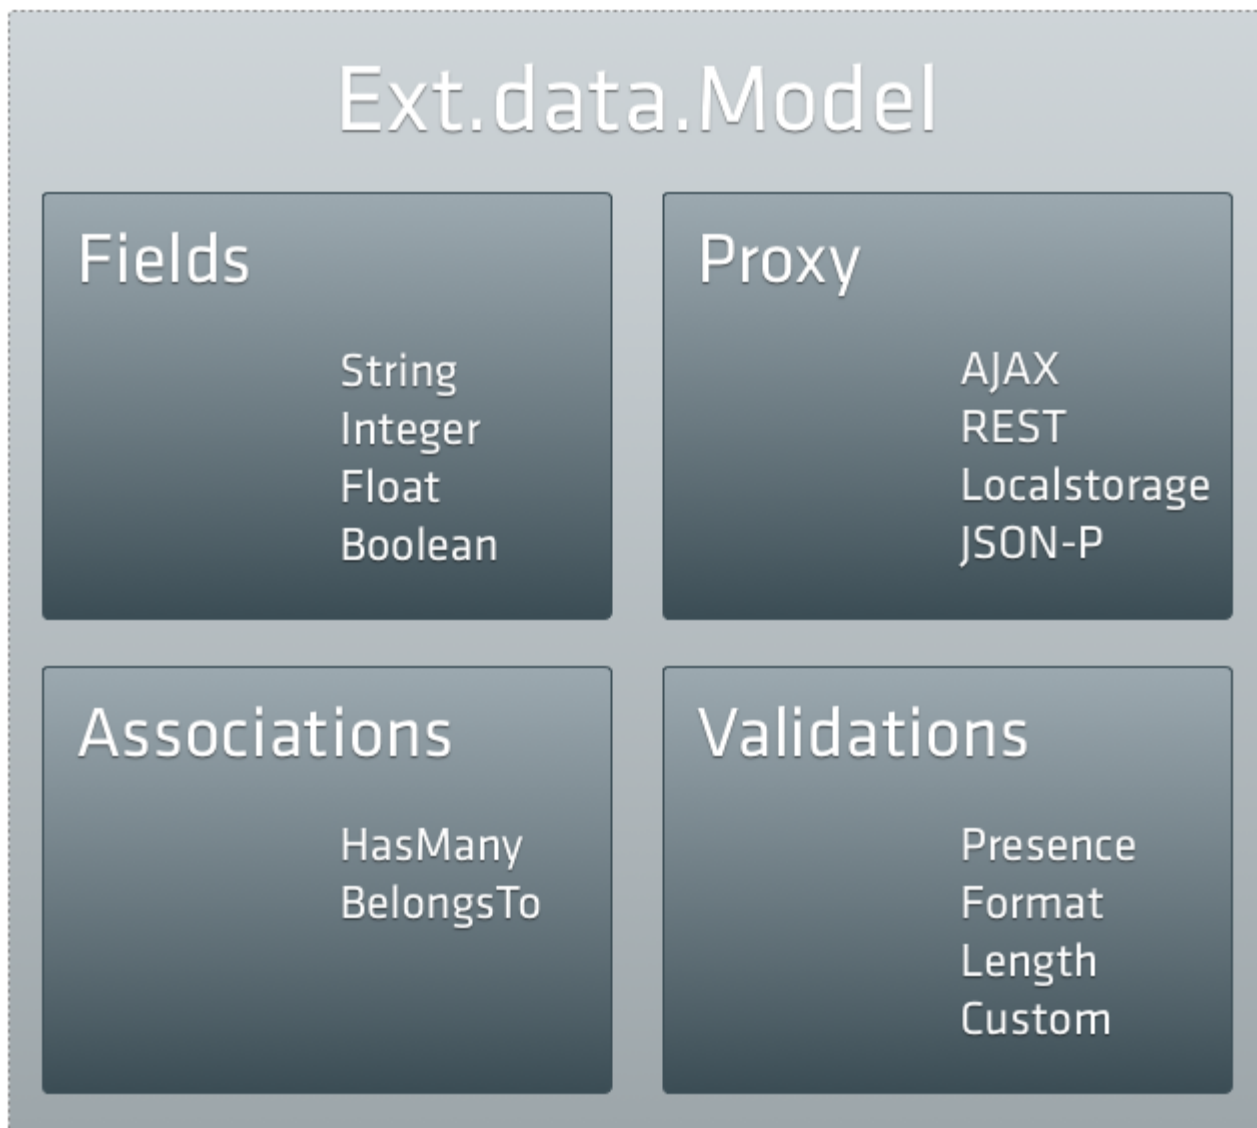 Ext.data.Model
Fields
String
Integer
Float
Boolean
Proxy
AJAX
REST
Localstorage
JSON-P
Associations
HasMany
BelongsTo
Validations
Presence
Format
Length
Custom